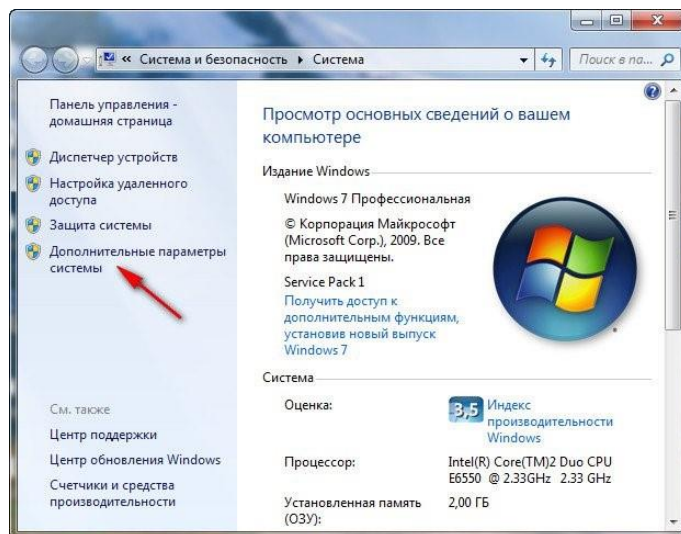 « Система и безопасность ▸ Система
Поиск в па...
Панель управления -
домашняя страница
Диспетчер устройств
Настройка удаленного
доступа
Защита системы
Дополнительные параметры
системы
См. также
Центр поддержки
Центр обновления Windows
Счетчики и средства
производительности
Просмотр основных сведений о вашем
компьютере
Издание Windows
Windows 7 Профессиональная
© Корпорация Майкрософт
(Microsoft Corp.), 2009. Все
права защищены.
Service Pack 1
Получить доступ к
дополнительным функциям,
установив новый выпуск
Windows 7
Система
Оценка:
3,5 Индекс
производительности
Windows
Процессор:
Intel(R) Core(TM)2 Duo CPU
E6550 @ 2.33GHz 2.33 GHz
Установленная память
(ОЗУ):
2,00 ГБ